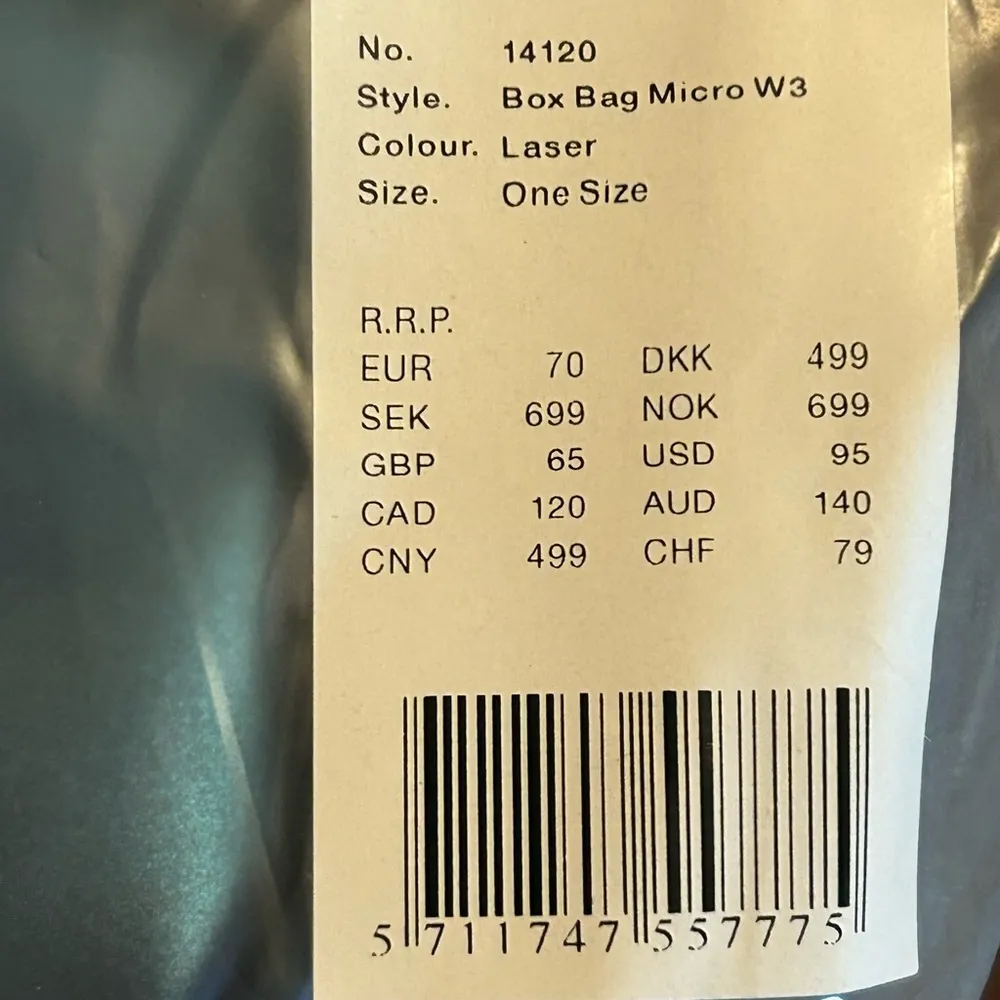 No. 14120
Style. Box Bag Micro W3
Colour. Laser
Size. One Size
R.R.P.
EUR 70 DKK 499
SEK 699 NOK 699
GBP 65 USD 95
CAD 120 AUD 140
CNY 499 CHF 79
5 711747 557775